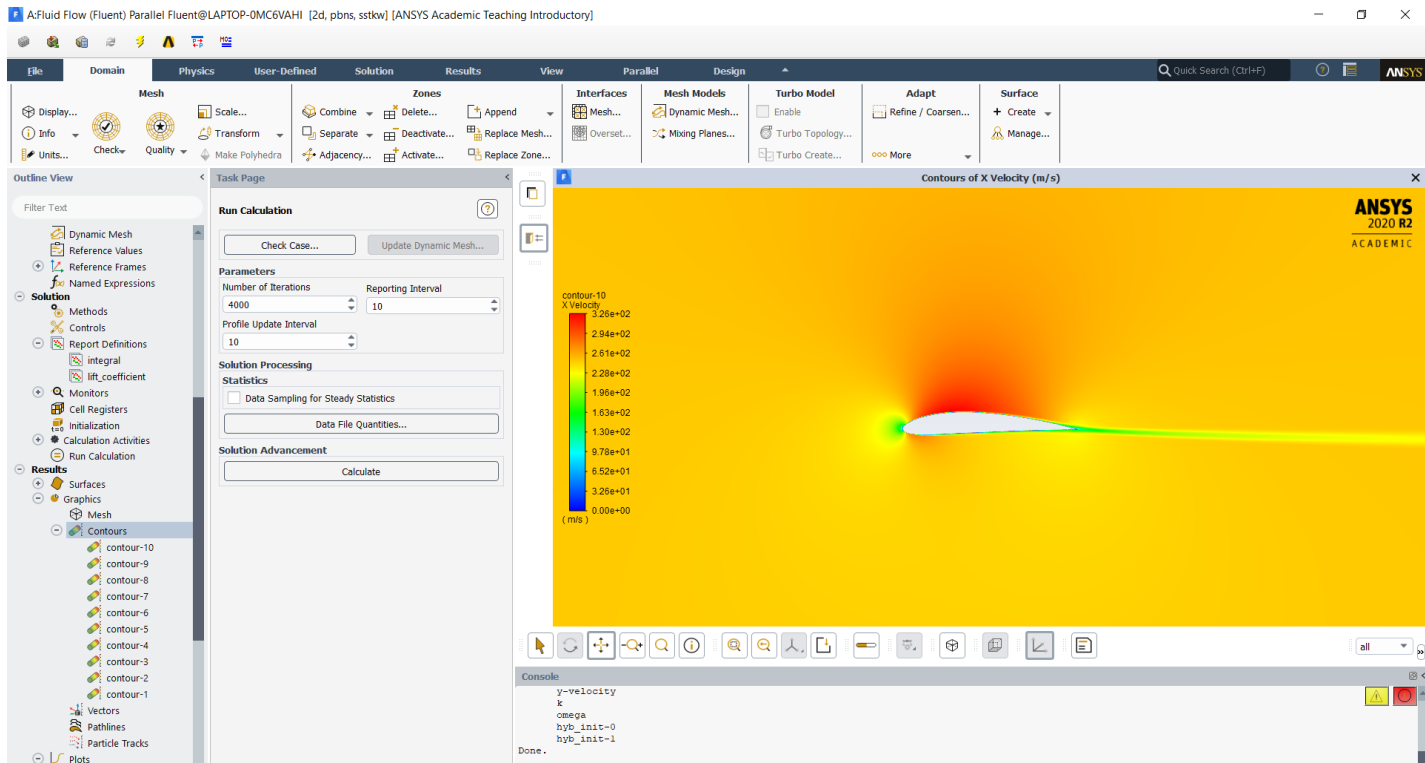 A:Fluid Flow (Fluent) Parallel Fluent@LAPTOP-0MC6VAHI [2d, pbns, sstkw] [ANSYS Academic Teaching Introductory]
File Domain Physics User-Defined Solution Results View Parallel Design
Quick Search (Ctrl+F)
ANSYS
Mesh
Display...
Info
Units...
Check
Quality
Scale...
Transform
Make Polyhedra
Zones
Combine
Delete...
Append
Separate
Deactivate...
Replace Mesh...
Adjacency...
Activate...
Replace Zone...
Interfaces
Mesh...
Overset...
Mesh Models
Dynamic Mesh...
Mixing Planes...
Turbo Model
Enable
Turbo Topology...
Turbo Create...
Adapt
Refine / Coarsen...
More
Surface
Create
Manage...
Outline View
Filter Text
Dynamic Mesh
Reference Values
Reference Frames
Named Expressions
Solution
Methods
Controls
Report Definitions
integral
lift_coefficient
Monitors
Cell Registers
Initialization
Calculation Activities
Run Calculation
Results
Surfaces
Graphics
Mesh
Contours
contour-10
contour-9
contour-8
contour-7
contour-6
contour-5
contour-4
contour-3
contour-2
contour-1
Vectors
Pathlines
Particle Tracks
Plots
Task Page
Run Calculation
Check Case...
Update Dynamic Mesh...
Parameters
Number of Iterations
Reporting Interval
4000
10
Profile Update Interval
10
Solution Processing
Statistics
Data Sampling for Steady Statistics
Data File Quantities...
Solution Advancement
Calculate
Contours of X Velocity (m/s)
ANSYS
2020 R2
ACADEMIC
contour-10
X Velocity
3.26e+02
2.94e+02
2.61e+02
2.28e+02
1.96e+02
1.63e+02
1.30e+02
9.78e+01
6.52e+01
3.26e+01
0.00e+00
( m/s )
all
Console
y-velocity
k
omega
hyb_init-0
hyb_init-1
Done.